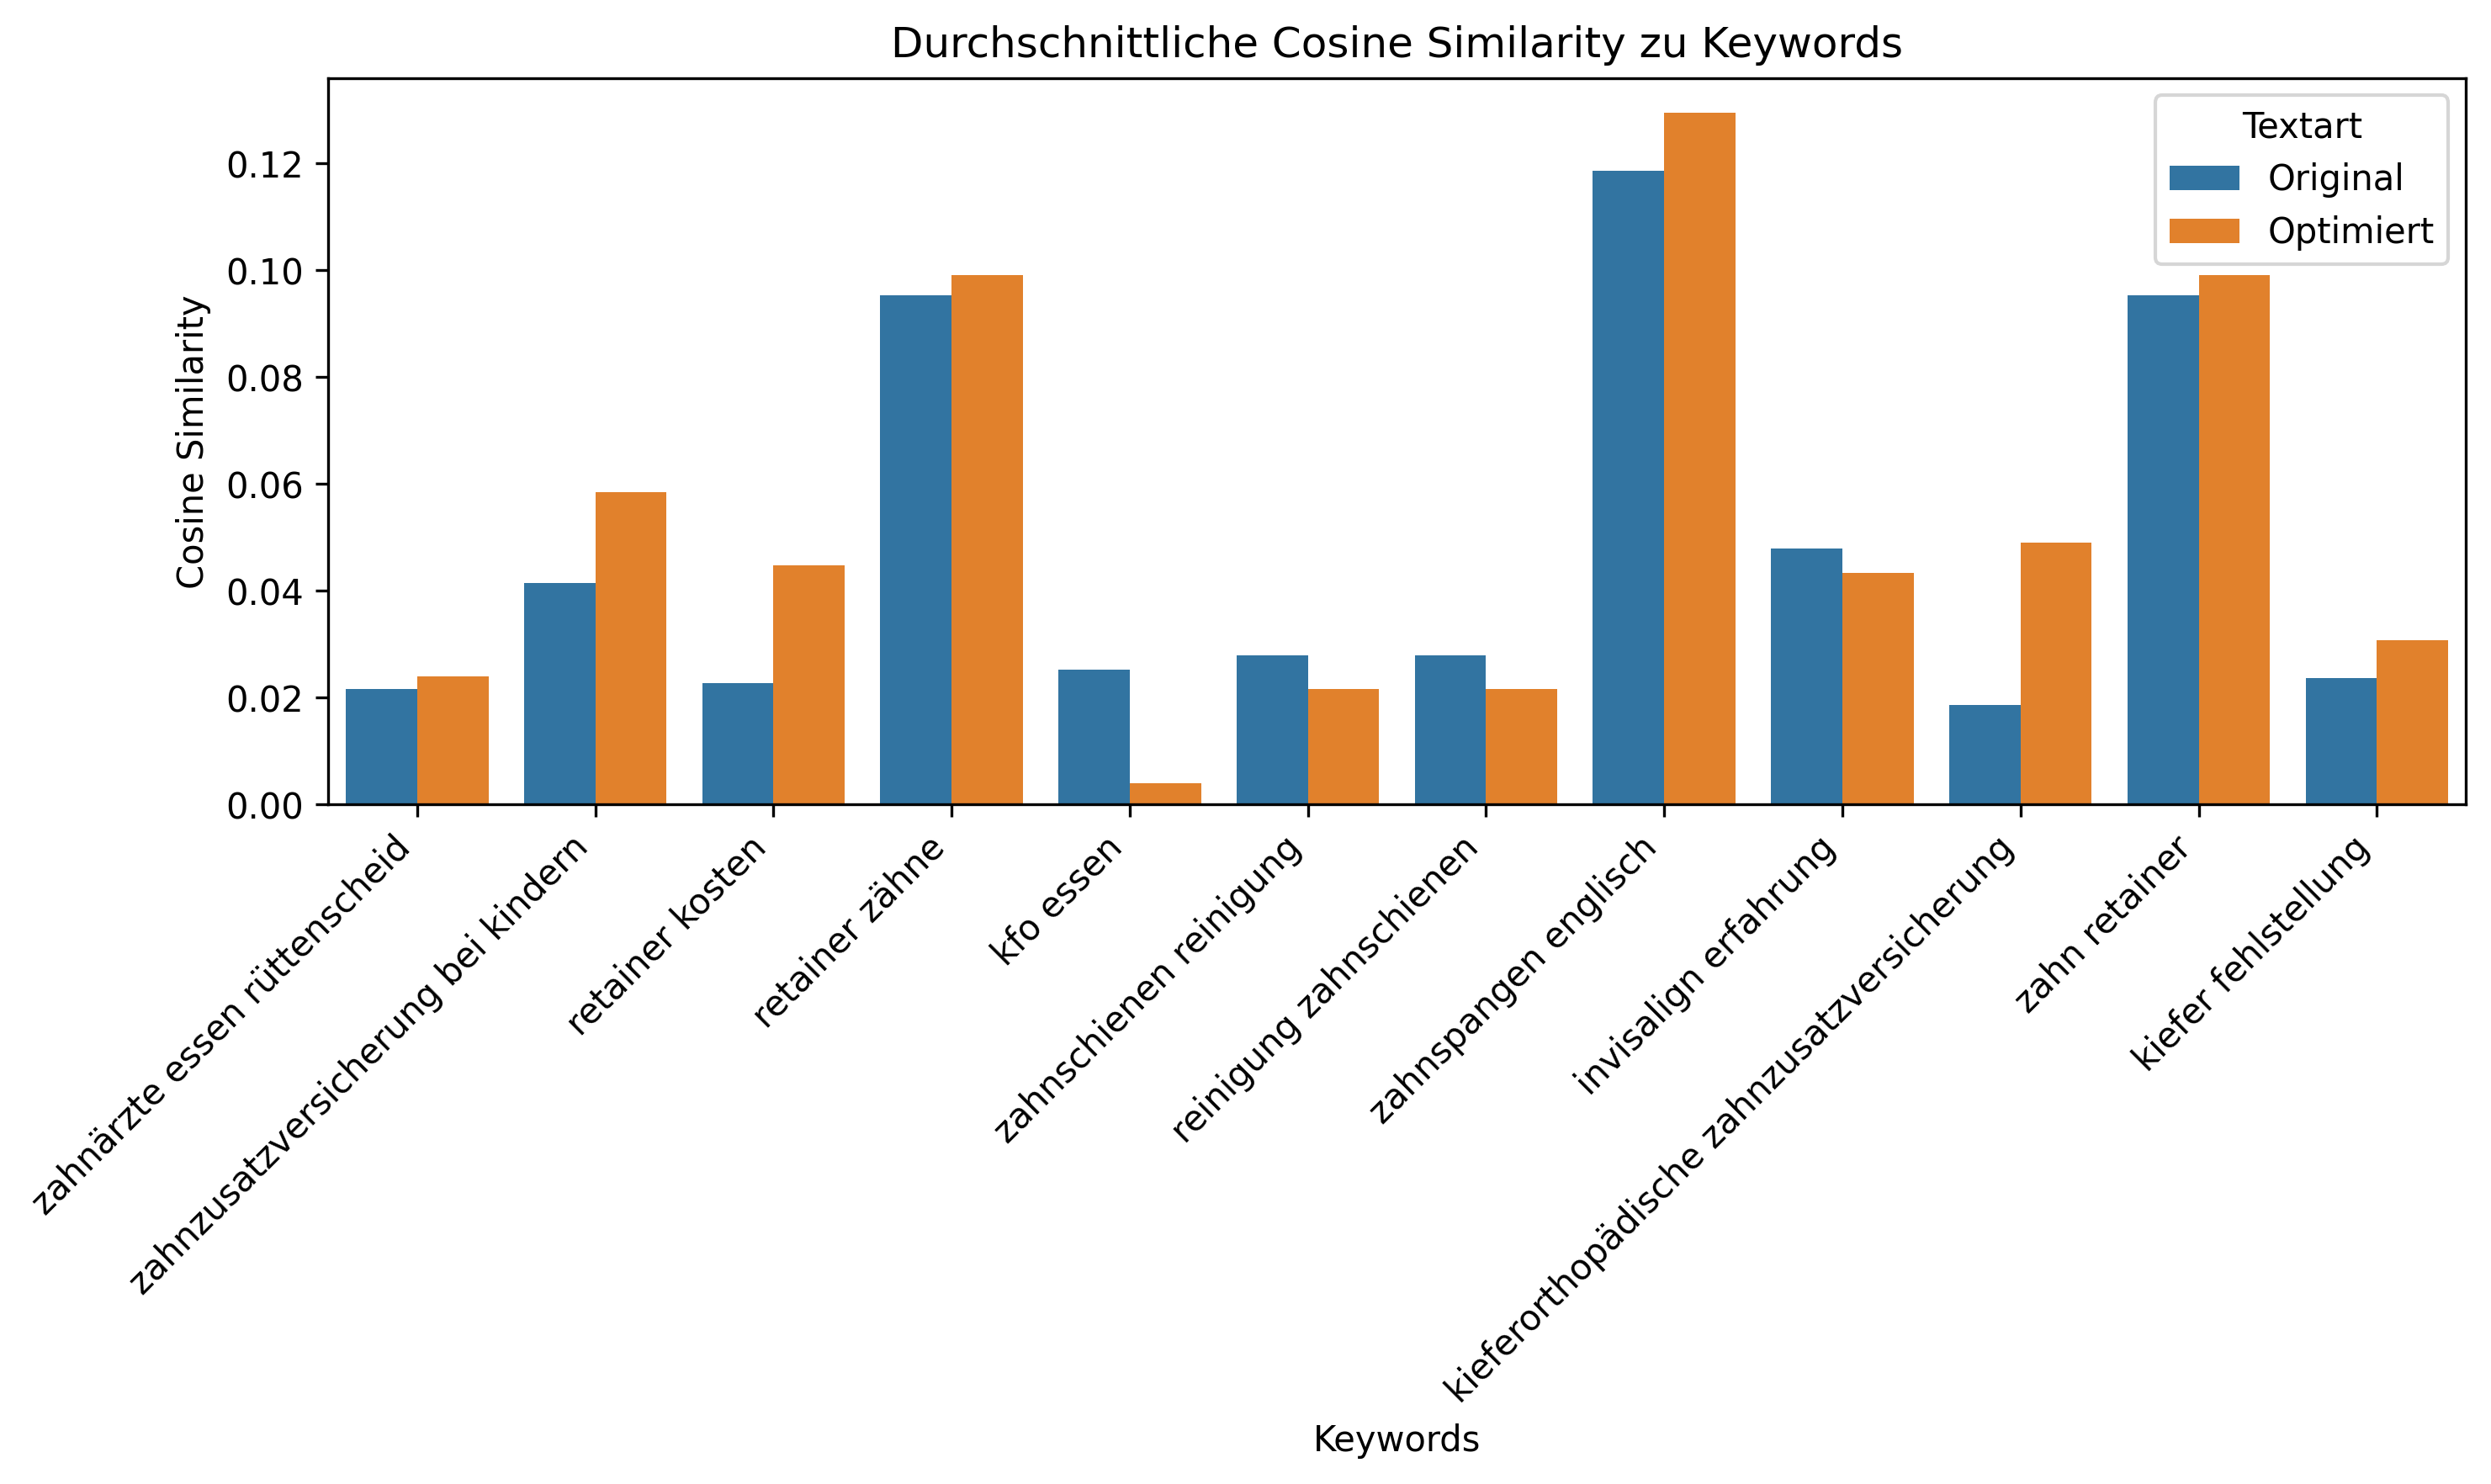 Durchschnittliche Cosine Similarity zu Keywords
Textart
Original
Optimiert
Cosine Similarity
0.12
0.10
0.08
0.06
0.04
0.02
0.00
zahnärzte essen rüttenscheid
zahnzusatzversicherung bei kindern
retainer kosten
retainer zähne
kfo essen
zahnschienen reinigung
reinigung zahnschienen
zahnspangen englisch
invisalign erfahrung
kieferorthopädische zahnzusatzversicherung
zahn retainer
kiefer fehlstellung
Keywords